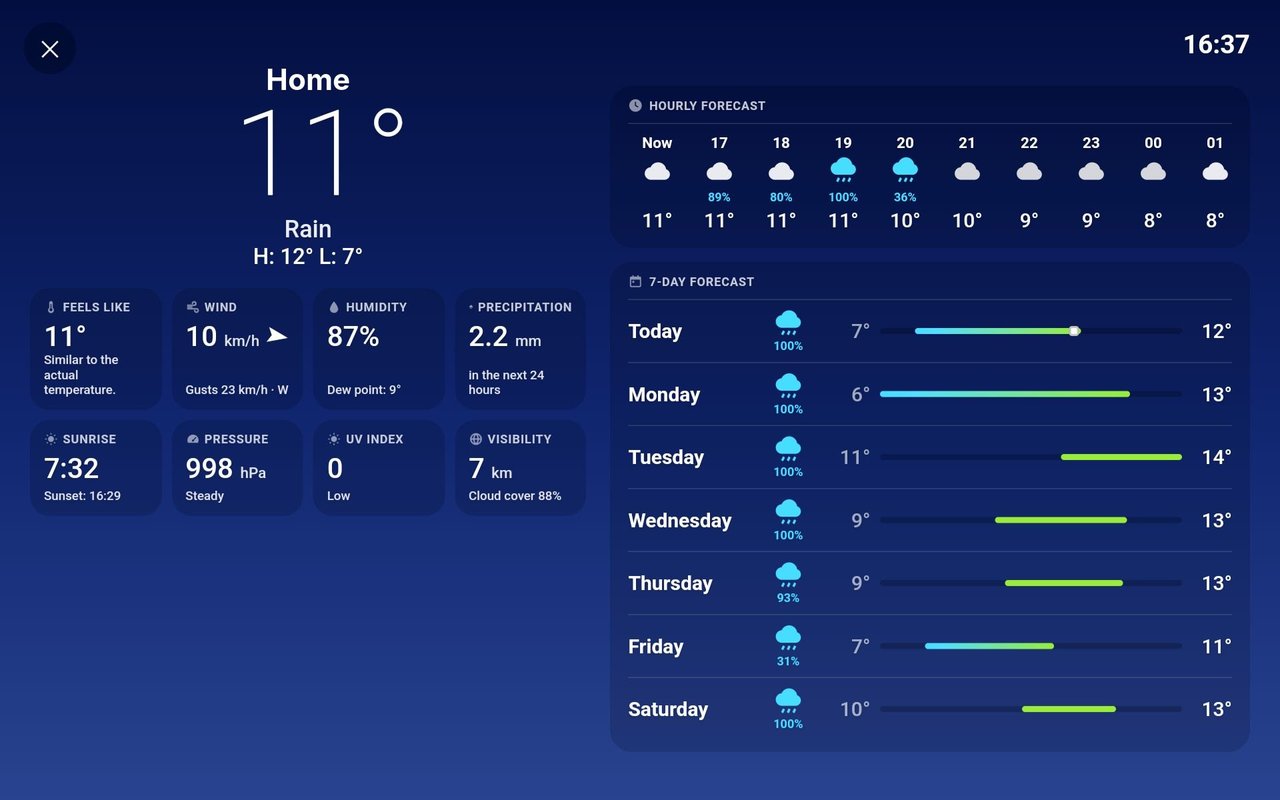 16:37
Home
11°
Rain
H: 12° L: 7°
FEELS LIKE
11°
Similar to the
actual
temperature.
WIND
10 km/h
Gusts 23 km/h · W
HUMIDITY
87%
Dew point: 9°
PRECIPITATION
2.2 mm
in the next 24
hours
SUNRISE
7:32
Sunset: 16:29
PRESSURE
998 hPa
Steady
UV INDEX
0
Low
VISIBILITY
7 km
Cloud cover 88%
HOURLY FORECAST
Now 17 18 19 20 21 22 23 00 01
89% 80% 100% 36%
11° 11° 11° 11° 10° 10° 9° 9° 8° 8°
7-DAY FORECAST
Today 7° 12°
100%
Monday 6° 13°
100%
Tuesday 11° 14°
100%
Wednesday 9° 13°
100%
Thursday 9° 13°
93%
Friday 7° 11°
31%
Saturday 10° 13°
100%